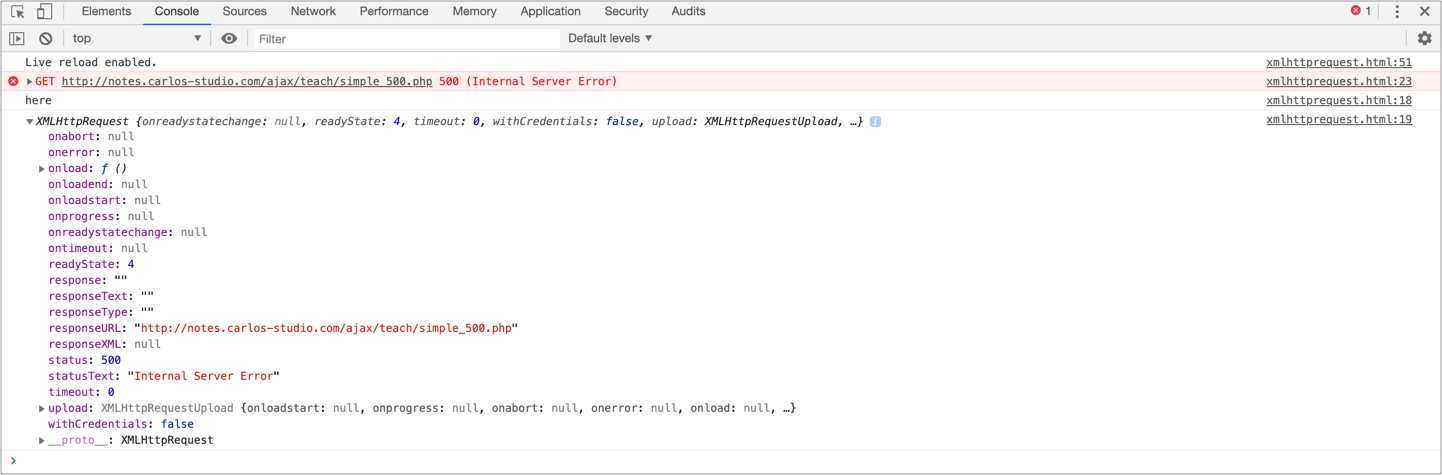 Elements Console Sources Network Performance Memory Application Security Audits 1
top Filter Default levels
Live reload enabled. xmlhttprequest.html:51
GET http://notes.carlos-studio.com/ajax/teach/simple_500.php 500 (Internal Server Error) xmlhttprequest.html:23
here xmlhttprequest.html:18
XMLHttpRequest {onreadystatechange: null, readyState: 4, timeout: 0, withCredentials: false, upload: XMLHttpRequestUpload, …} i xmlhttprequest.html:19
onabort: null
onerror: null
onload: ƒ ()
onloadend: null
onloadstart: null
onprogress: null
onreadystatechange: null
ontimeout: null
readyState: 4
response: ""
responseText: ""
responseType: ""
responseURL: "http://notes.carlos-studio.com/ajax/teach/simple_500.php"
responseXML: null
status: 500
statusText: "Internal Server Error"
timeout: 0
upload: XMLHttpRequestUpload {onloadstart: null, onprogress: null, onabort: null, onerror: null, onload: null, …}
withCredentials: false
__proto__: XMLHttpRequest